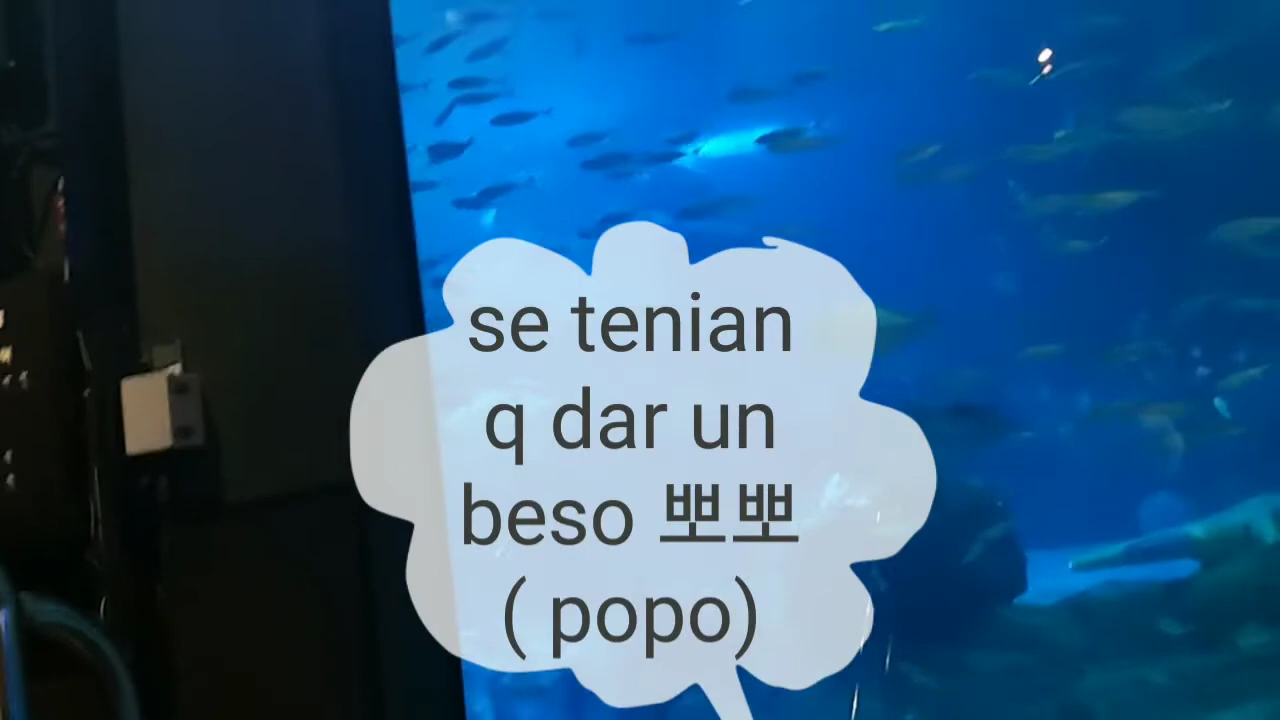 se tenian
q dar un
beso 뽀뽀
( popo)